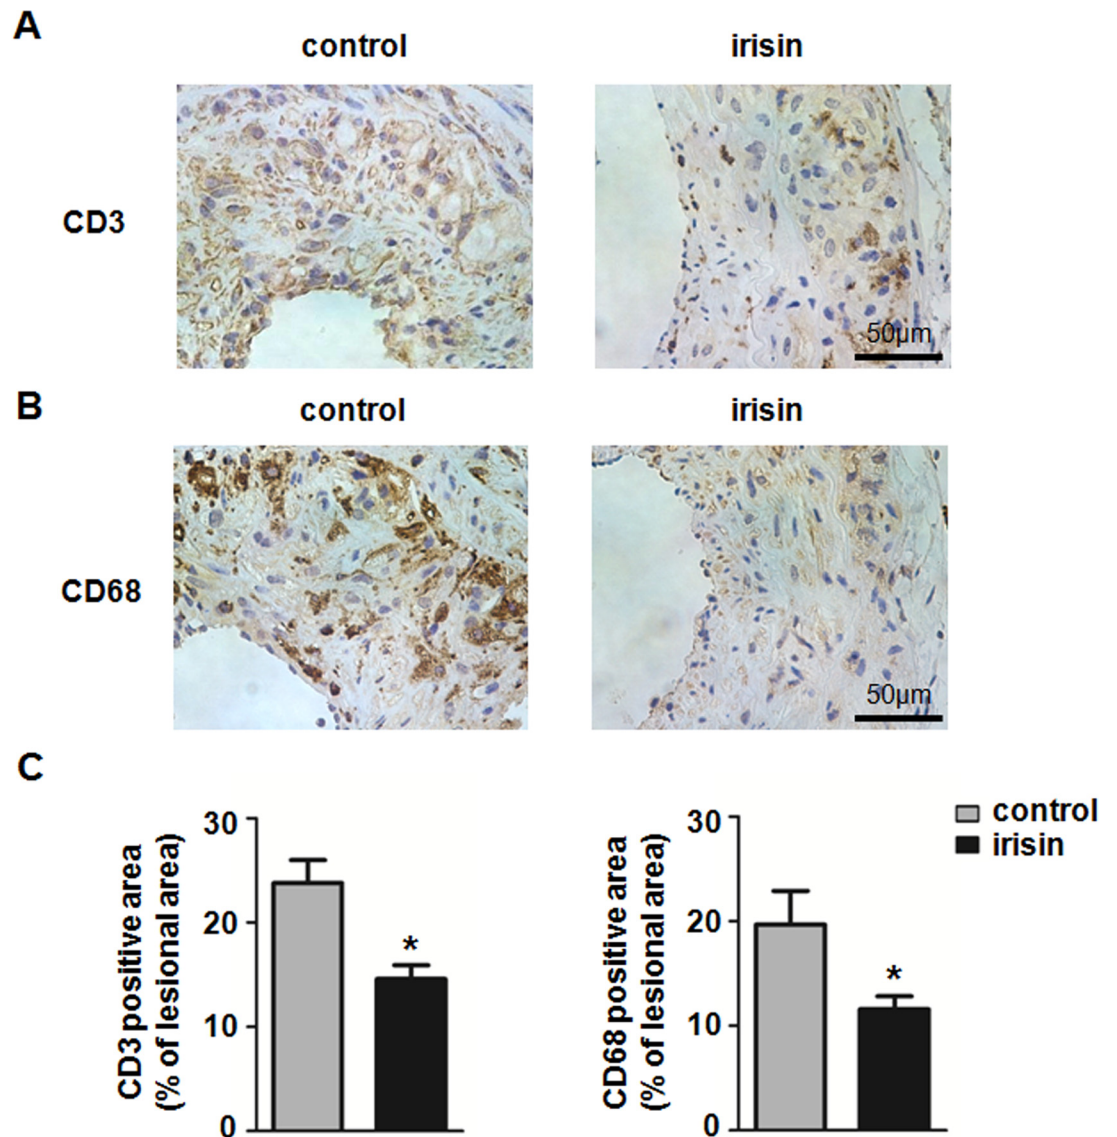 A
control
irisin
CD3
50μm
B
control
irisin
CD68
50μm
C
CD3 positive area
(% of lesional area)
30
20
10
0
*
CD68 positive area
(% of lesional area)
30
20
10
0
*
control
irisin